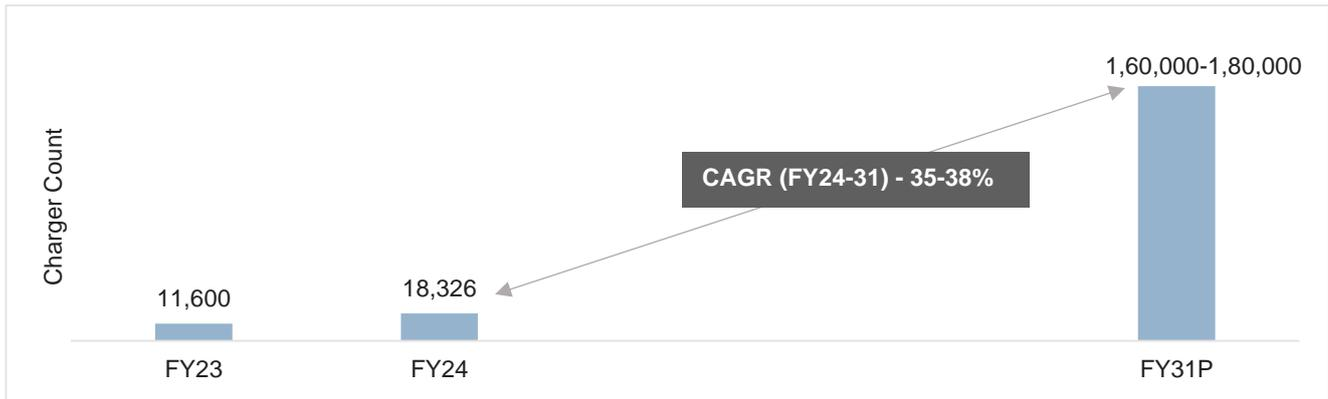 1,60,000-1,80,000
CAGR (FY24-31) - 35-38%
Charger Count
11,600
18,326
FY23
FY24
FY31P